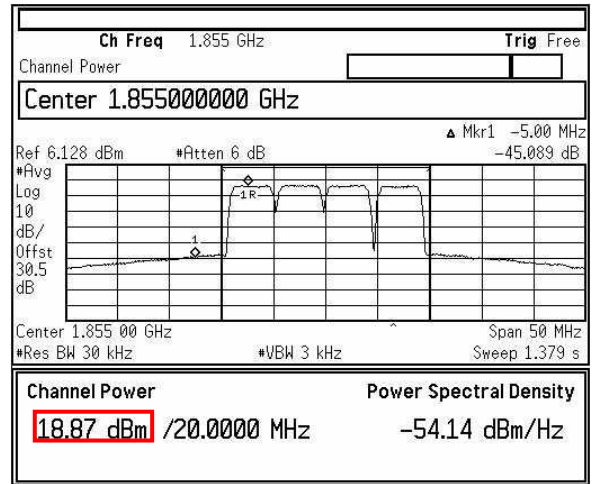 Ch Freq 1.855 GHz Trig Free
Channel Power
Center 1.855000000 GHz
Δ Mkr1 -5.00 MHz
Ref 6.128 dBm #Atten 6 dB -45.089 dB
#Avg
Log
10
dB/
Offst
30.5
dB
1R
1
Center 1.855 00 GHz Span 50 MHz
#Res BW 30 kHz #VBW 3 kHz Sweep 1.379 s
Channel Power Power Spectral Density
18.87 dBm /20.0000 MHz -54.14 dBm/Hz